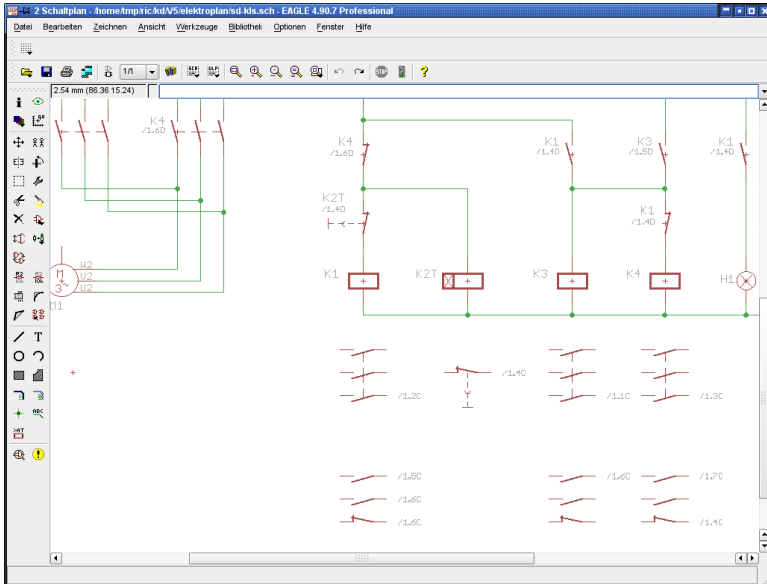 2 Schaltplan - /home/tmp/ric/kd/V5/elektroplan/sd-kls.sch - EAGLE 4.90.7 Professional
Datei Bearbeiten Zeichnen Ansicht Werkzeuge Bibliothek Optionen Fenster Hilfe
1/1 SCR ULP ?
2.54 mm (86.36 15.24)
K4
/1.6D
K4
/1.6D
K1
/1.4D
K3
/1.5D
K1
/1.4D
K2T
/1.4D
K1
/1.4D
W2
V2
U2
M
3~
M1
K1 K2T K3 K4 H1
/1.4C
/1.2C /1.1C /1.3C
/1.5C /1.6C /1.7C
/1.6C
/1.6C /1.4C